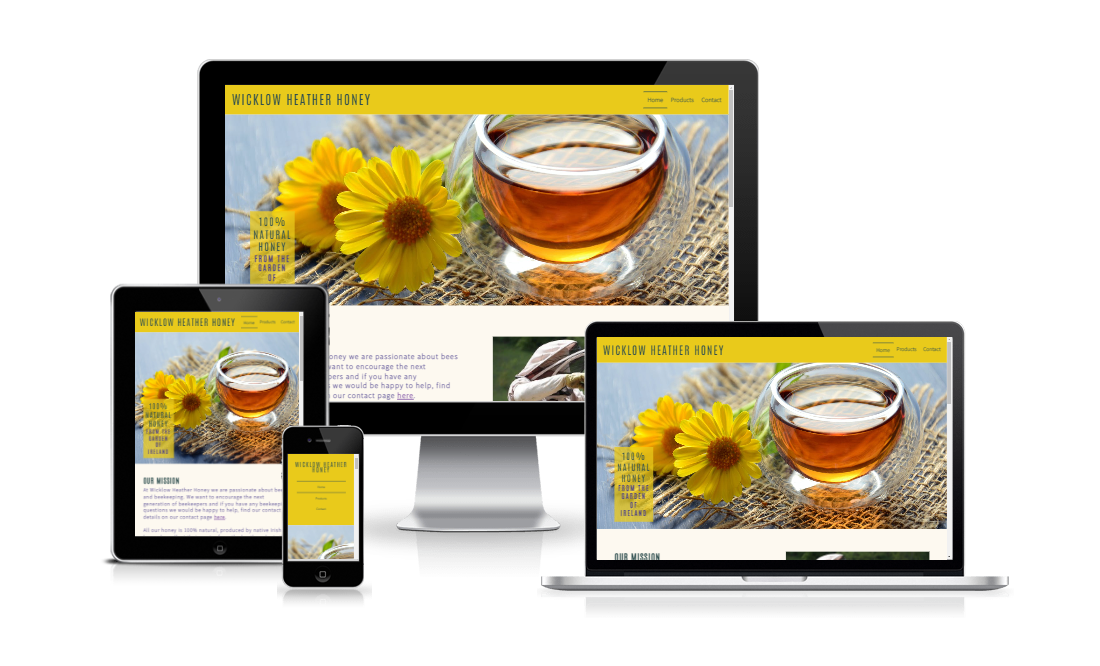 WICKLOW HEATHER HONEY
Home Products Contact
100%
NATURAL
HONEY
FROM THE
GARDEN
OF
oney we are passionate about bees
ant to encourage the next
pers and if you have any
s we would be happy to help, find
n our contact page here.
WICKLOW HEATHER HONEY
Home Products Contact
100%
NATURAL
HONEY
FROM THE
GARDEN
OF
IRELAND
OUR MISSION
At Wicklow Heather Honey we are passionate about bees
and beekeeping. We want to encourage the next
generation of beekeepers and if you have any beekeepin
questions we would be happy to help, find our contact
details on our contact page here.
All our honey is 100% natural, produced by native Irish
WICKLOW HEATHER
HONEY
Home
Products
Contact
WICKLOW HEATHER HONEY
Home Products Contact
100%
NATURAL
HONEY
FROM THE
GARDEN
OF
IRELAND
OUR MISSION